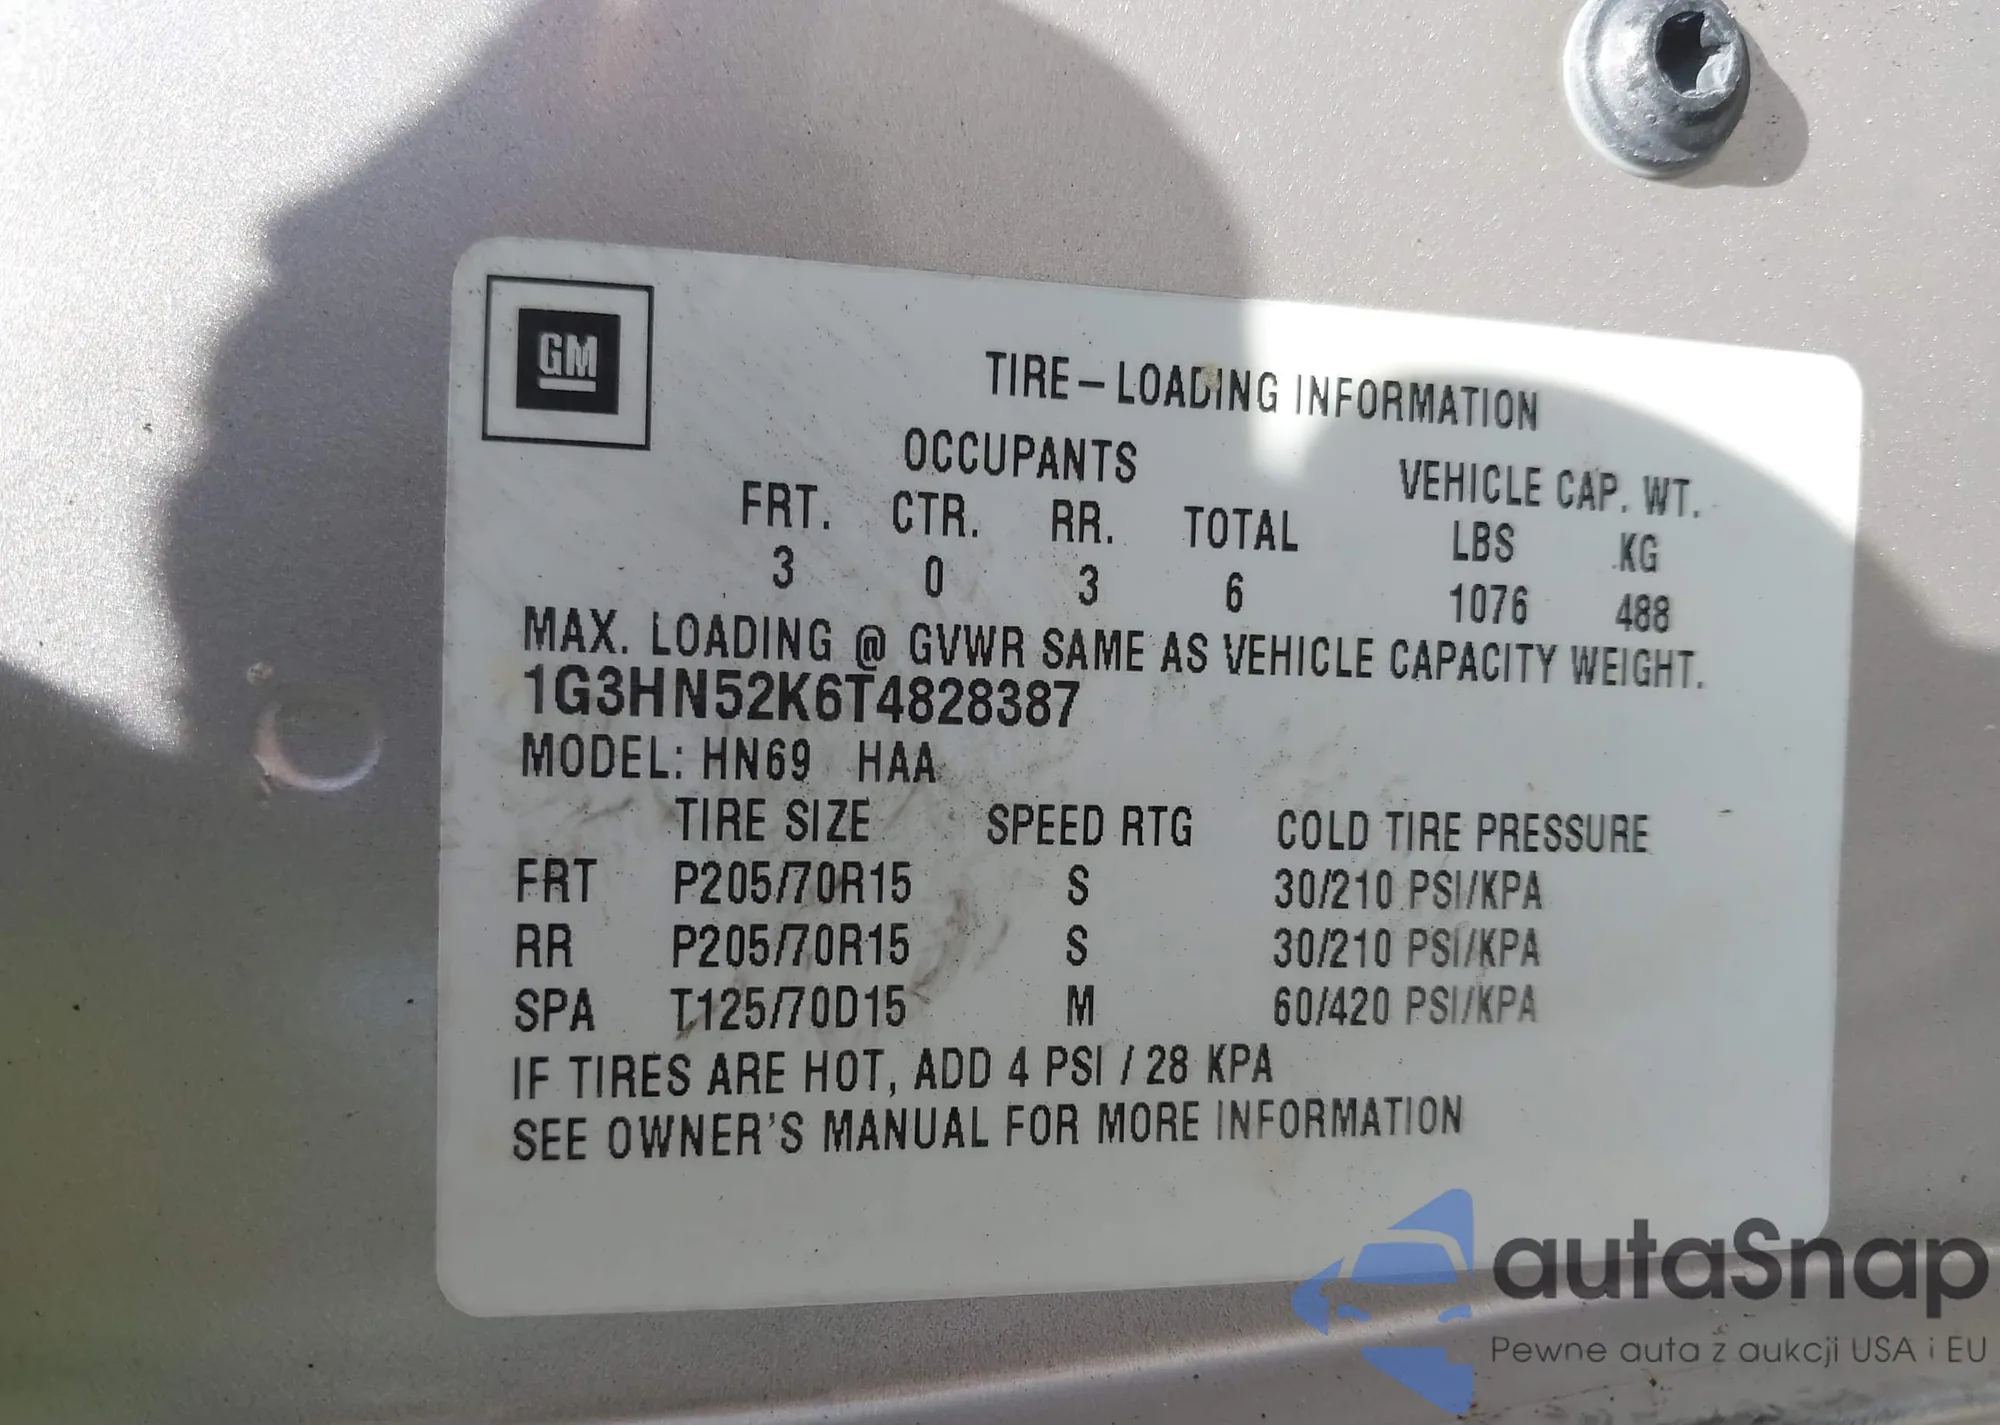 GM
TIRE-LOADING INFORMATION
OCCUPANTS VEHICLE CAP. WT.
FRT. CTR. RR. TOTAL LBS KG
3 0 3 6 1076 488
MAX. LOADING @ GVWR SAME AS VEHICLE CAPACITY WEIGHT.
1G3HN52K6T4828387
MODEL: HN69 HAA
TIRE SIZE SPEED RTG COLD TIRE PRESSURE
FRT P205/70R15 S 30/210 PSI/KPA
RR P205/70R15 S 30/210 PSI/KPA
SPA T125/70D15 M 60/420 PSI/KPA
IF TIRES ARE HOT, ADD 4 PSI / 28 KPA
SEE OWNER'S MANUAL FOR MORE INFORMATION
autaSnap
Pewne auta z aukcji USA i EU